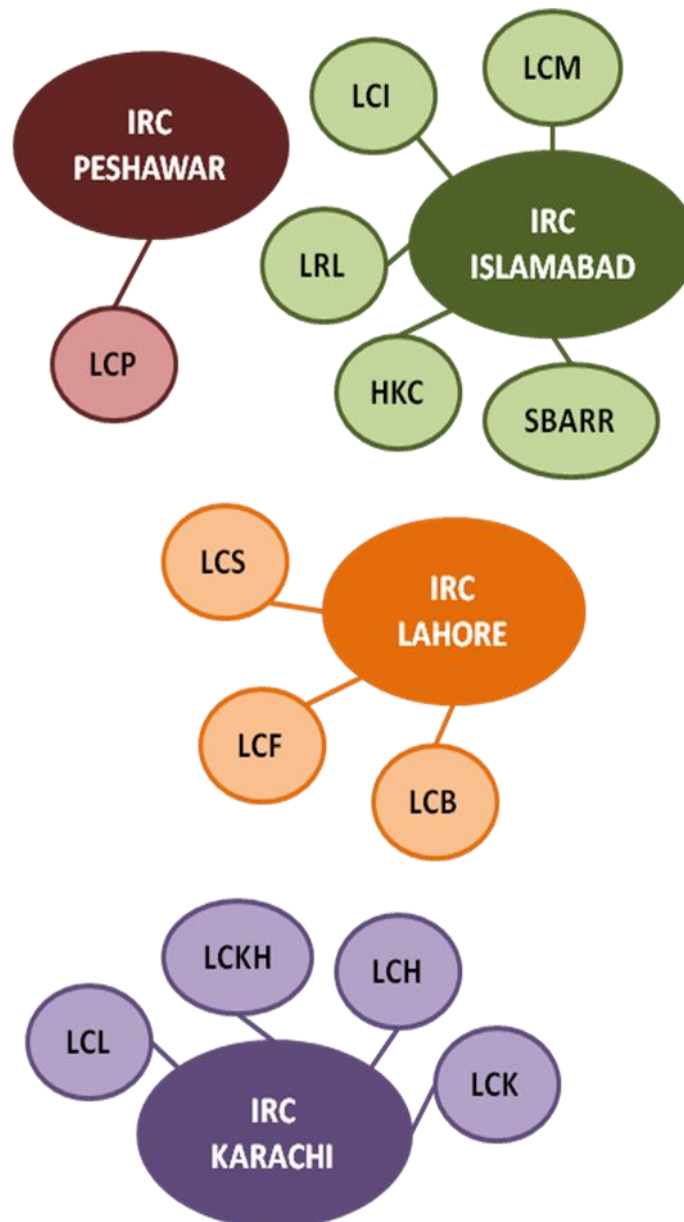 IRC
PESHAWAR
LCP
LCI
LCM
IRC
ISLAMABAD
LRL
HKC
SBARR
LCS
IRC
LAHORE
LCF
LCB
LCKH
LCH
LCL
LCK
IRC
KARACHI